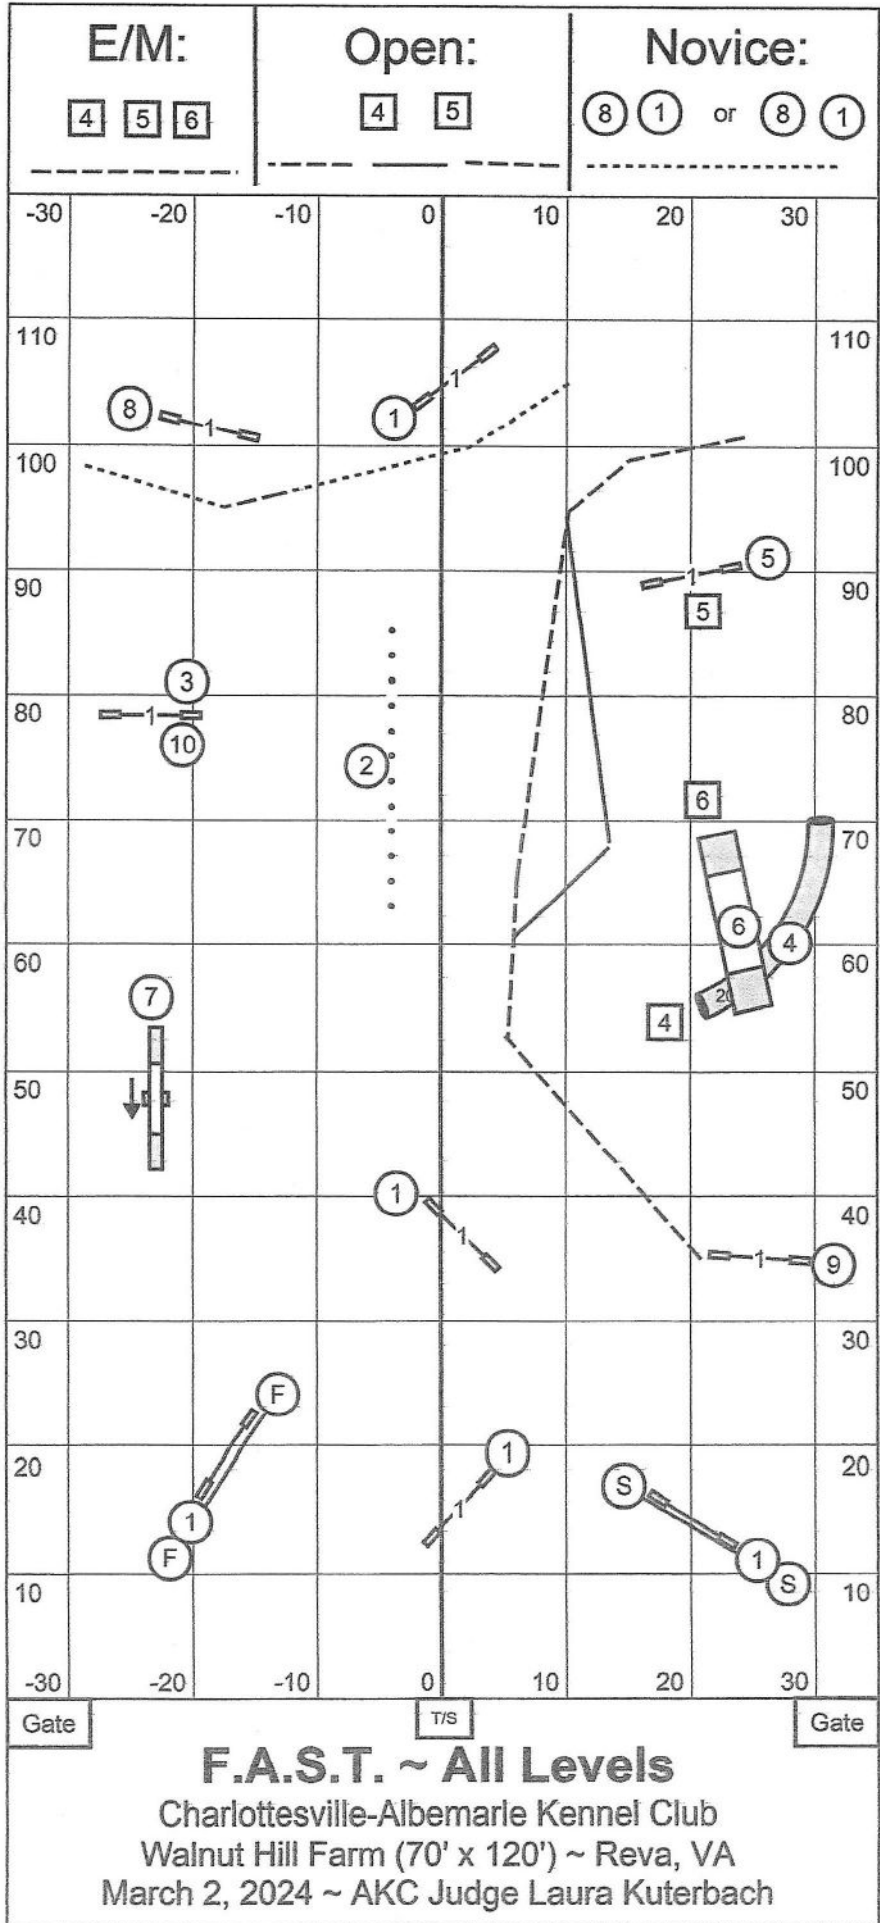 E/M: Open: Novice:
4 5 6 4 5 8 1 or 8 1
-30 -20 -10 0 10 20 30
110 110
8 1 1 1
100 100
1 5
90 5 90
3
80 1 80
10 2
6
70 70
6 4
60 60
7 20
4
50 50
1
40 40
1 1 9
30 30
F
20 1 20
S
1 1 1
F S
10 10
-30 -20 -10 0 10 20 30
Gate T/S Gate
F.A.S.T. ~ All Levels
Charlottesville-Albemarle Kennel Club
Walnut Hill Farm (70' x 120') ~ Reva, VA
March 2, 2024 ~ AKC Judge Laura Kuterbach